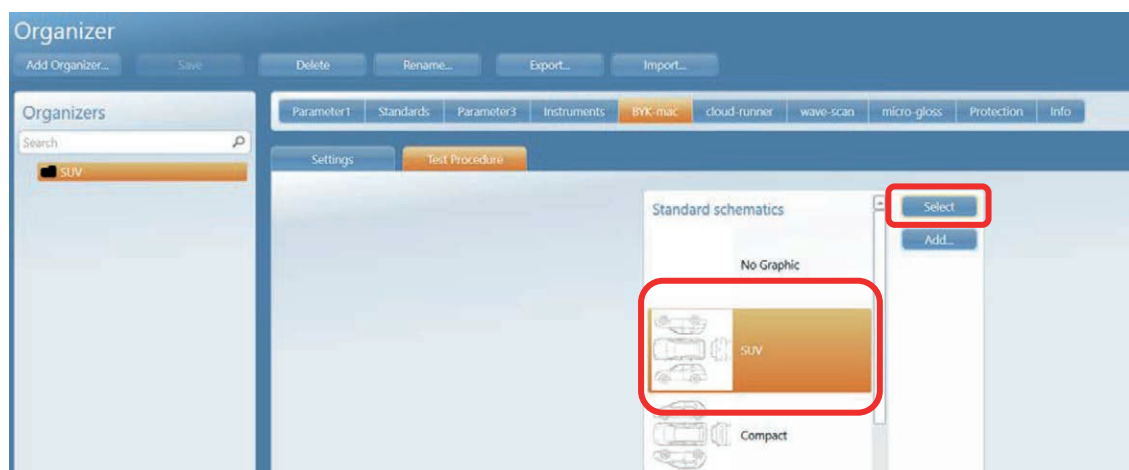 Organizer
Add Organizer... Save Delete Rename... Export... Import...
Organizers
Search
SUV
Parameter1 Standards Parameter3 Instruments BYK-mac cloud-runner wave-scan micro-gloss Protection Info
Settings Test Procedure
Standard schematics
No Graphic
SUV
Compact
Select
Add...